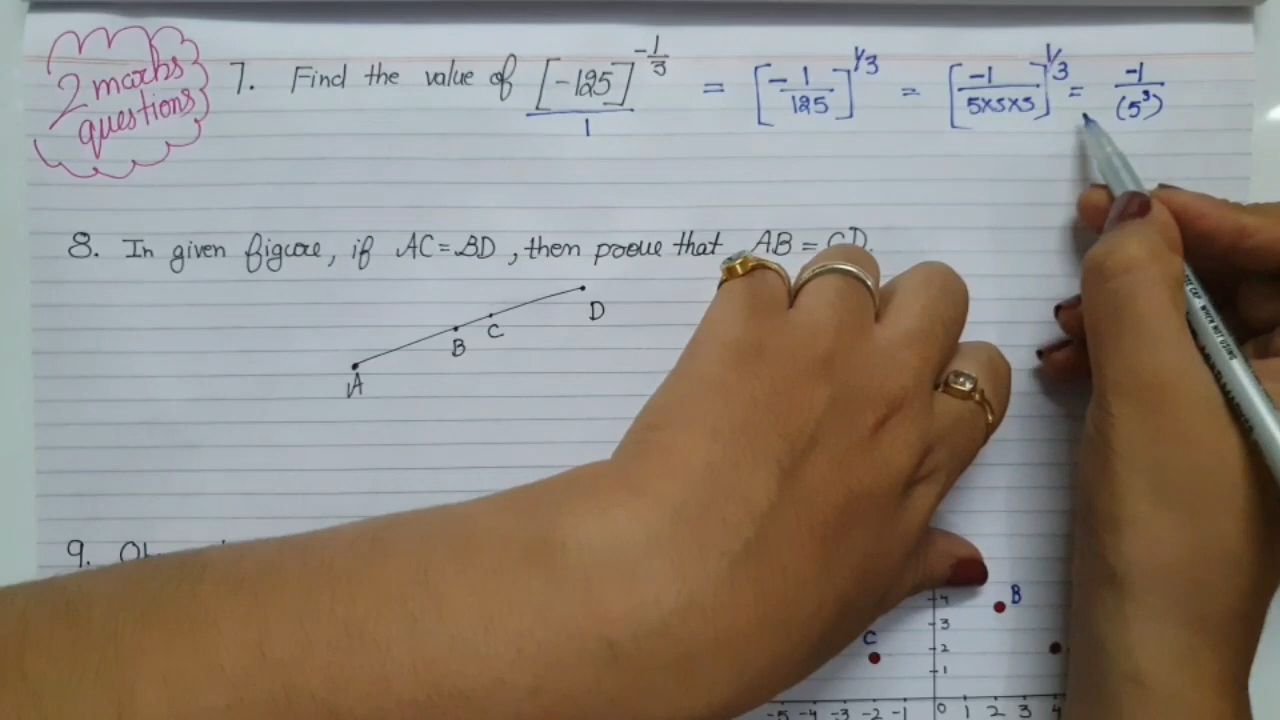 2 marks
questions
7. Find the value of [-125]^-1/3 / 1 = [-1/125]^1/3 = [-1/5×5×5]^1/3 = -1/(5³)
8. In given figure, if AC=BD, then prove that AB = CD.
D
C
B
A
9.
B
4
3
C
2
1
-5 -4 -3 -2 -1 0 1 2 3 4